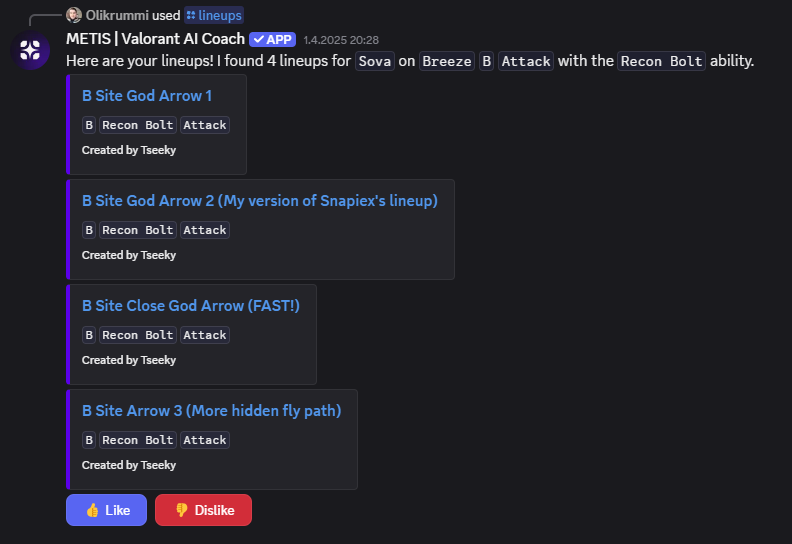 Olikrummi used lineups
METIS | Valorant AI Coach ✓ APP 1.4.2025 20:28
Here are your lineups! I found 4 lineups for Sova on Breeze B Attack with the Recon Bolt ability.
B Site God Arrow 1
B Recon Bolt Attack
Created by Tseeky
B Site God Arrow 2 (My version of Snapiex's lineup)
B Recon Bolt Attack
Created by Tseeky
B Site Close God Arrow (FAST!)
B Recon Bolt Attack
Created by Tseeky
B Site Arrow 3 (More hidden fly path)
B Recon Bolt Attack
Created by Tseeky
👍 Like 👎 Dislike